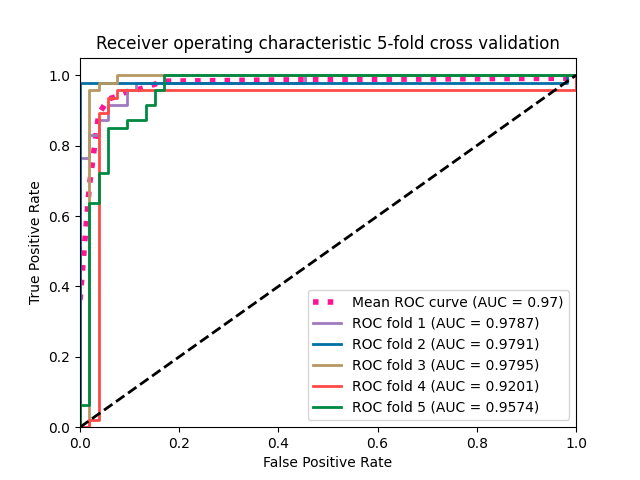 Receiver operating characteristic 5-fold cross validation
1.0
0.8
0.6
0.4
0.2
0.0
True Positive Rate
Mean ROC curve (AUC = 0.97)
ROC fold 1 (AUC = 0.9787)
ROC fold 2 (AUC = 0.9791)
ROC fold 3 (AUC = 0.9795)
ROC fold 4 (AUC = 0.9201)
ROC fold 5 (AUC = 0.9574)
0.0 0.2 0.4 0.6 0.8 1.0
False Positive Rate